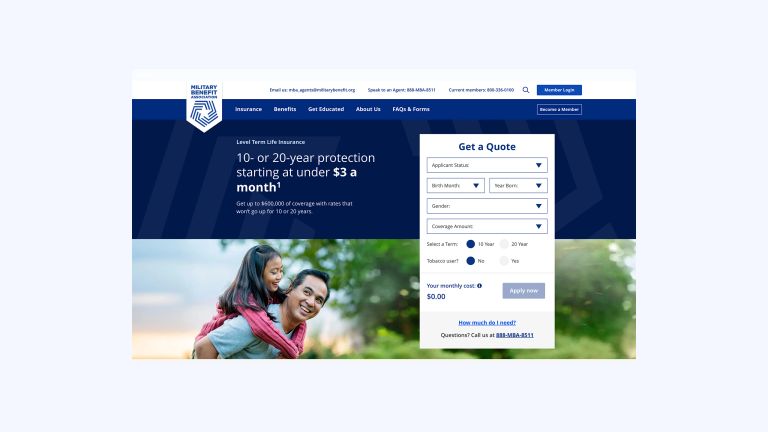 MILITARY
BENEFIT
ASSOCIATION
Email us: mba_agents@militarybenefit.org
Speak to an Agent: 888-MBA-8511
Current members: 800-336-0100
Member Login
Insurance
Benefits
Get Educated
About Us
FAQs & Forms
Become a Member
Level Term Life Insurance
10- or 20-year protection
starting at under $3 a
month¹
Get up to $600,000 of coverage with rates that
won't go up for 10 or 20 years.
Get a Quote
Applicant Status:
Birth Month:
Year Born:
Gender:
Coverage Amount:
Select a Term:
10 Year
20 Year
Tobacco user?
No
Yes
Your monthly cost:
$0.00
Apply now
How much do I need?
Questions? Call us at 888-MBA-8511